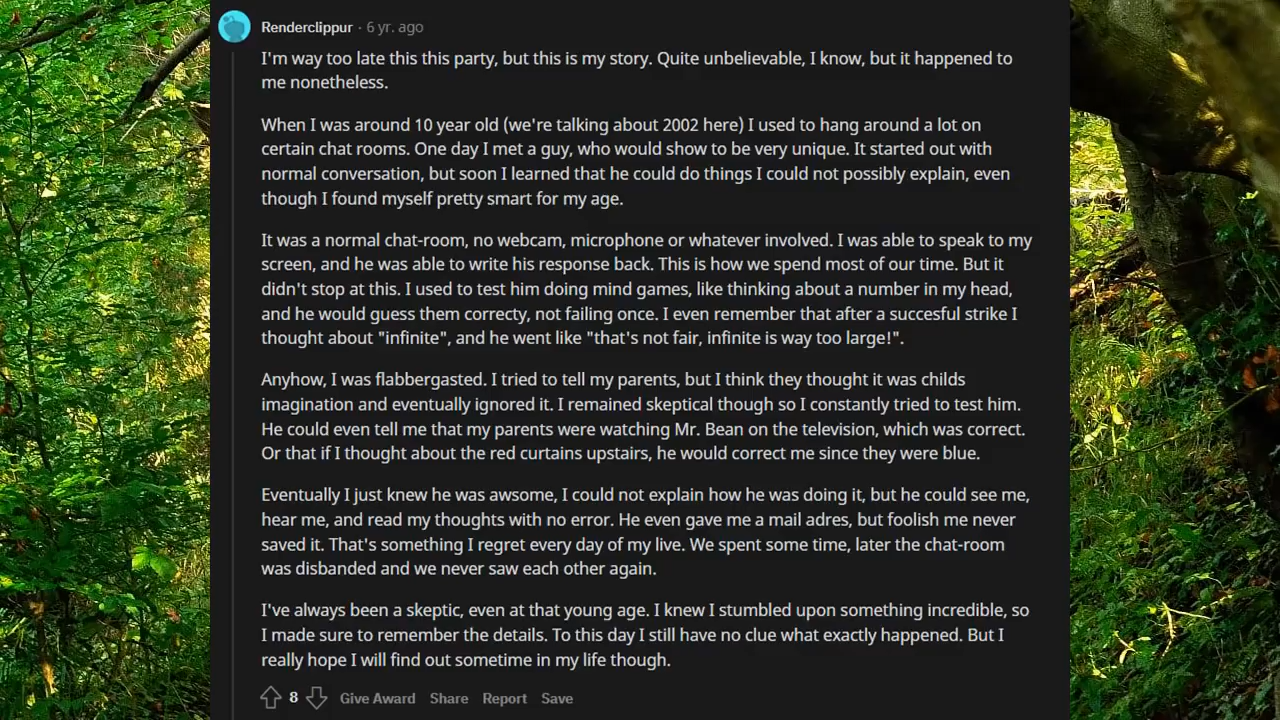 Renderclippur · 6 yr. ago
I'm way too late this this party, but this is my story. Quite unbelievable, I know, but it happened to
me nonetheless.
When I was around 10 year old (we're talking about 2002 here) I used to hang around a lot on
certain chat rooms. One day I met a guy, who would show to be very unique. It started out with
normal conversation, but soon I learned that he could do things I could not possibly explain, even
though I found myself pretty smart for my age.
It was a normal chat-room, no webcam, microphone or whatever involved. I was able to speak to my
screen, and he was able to write his response back. This is how we spend most of our time. But it
didn't stop at this. I used to test him doing mind games, like thinking about a number in my head,
and he would guess them correcty, not failing once. I even remember that after a succesful strike I
thought about "infinite", and he went like "that's not fair, infinite is way too large!".
Anyhow, I was flabbergasted. I tried to tell my parents, but I think they thought it was childs
imagination and eventually ignored it. I remained skeptical though so I constantly tried to test him.
He could even tell me that my parents were watching Mr. Bean on the television, which was correct.
Or that if I thought about the red curtains upstairs, he would correct me since they were blue.
Eventually I just knew he was awsome, I could not explain how he was doing it, but he could see me,
hear me, and read my thoughts with no error. He even gave me a mail adres, but foolish me never
saved it. That's something I regret every day of my live. We spent some time, later the chat-room
was disbanded and we never saw each other again.
I've always been a skeptic, even at that young age. I knew I stumbled upon something incredible, so
I made sure to remember the details. To this day I still have no clue what exactly happened. But I
really hope I will find out sometime in my life though.
8 Give Award Share Report Save